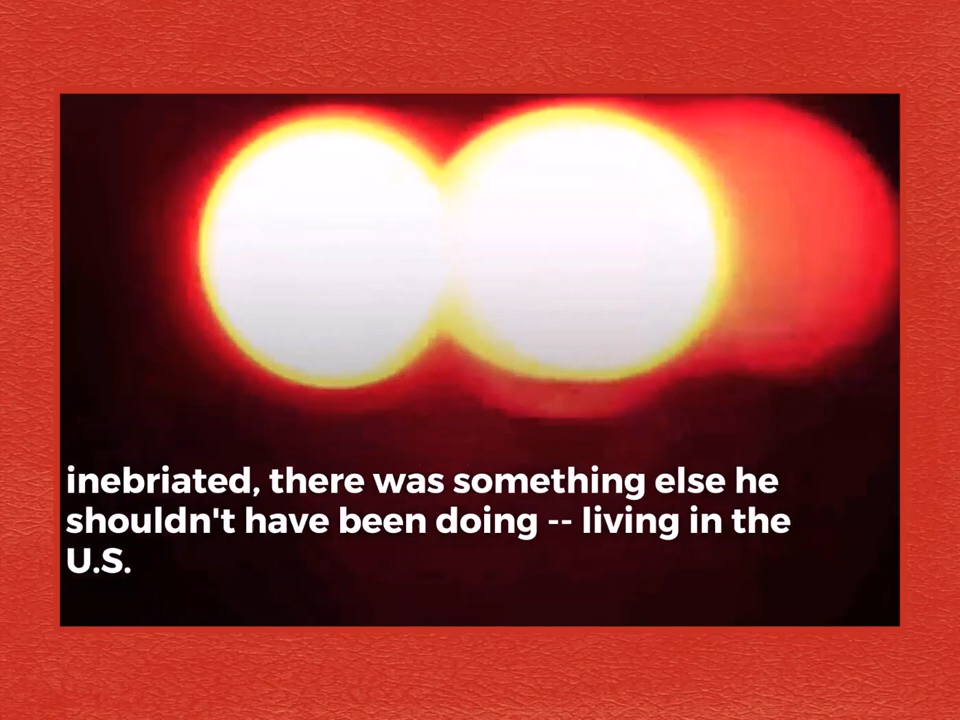 inebriated, there was something else he
shouldn't have been doing -- living in the
U.S.